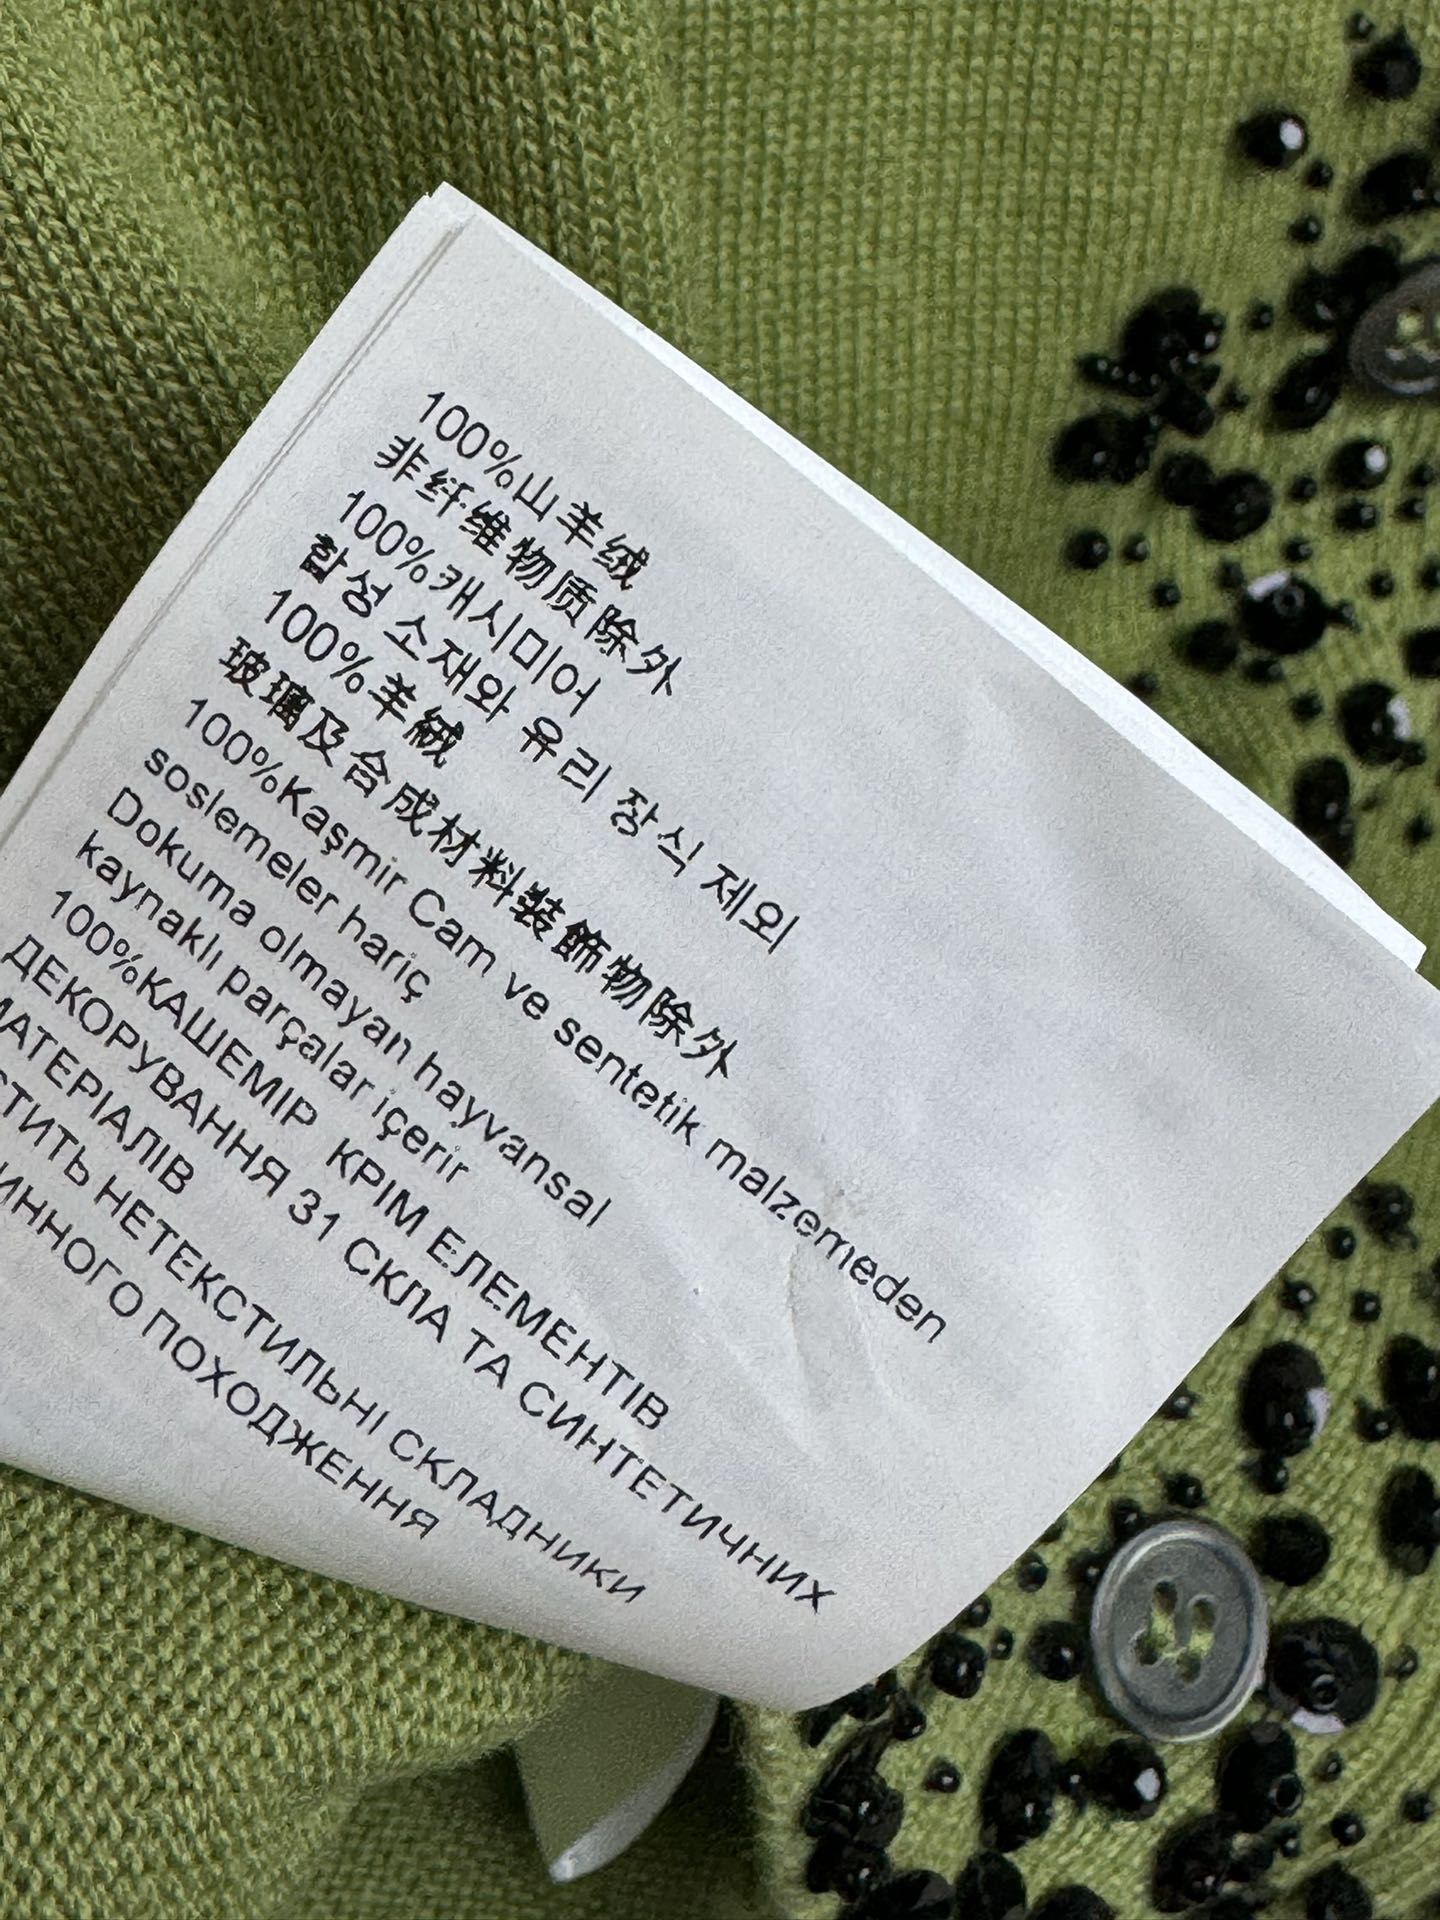 100%山羊绒
非纤维物质除外
100%캐시미어
합성 소재와 유리 장식 제외
100%羊絨
玻璃及合成材料裝飾物除外
100%Kaşmir Cam ve sentetik malzemeden
soslemeler hariç
Dokuma olmayan hayvansal
kaynaklı parçalar içerir
100%КАШЕМІР КРІМ ЕЛЕМЕНТІВ
ДЕКОРУВАННЯ 31 СКЛА ТА СИНТЕТИЧНИХ
МАТЕРІАЛІВ
НЕТЕКСТИЛЬНІ СКЛАДНИКИ
ПОХОДЖЕННЯ